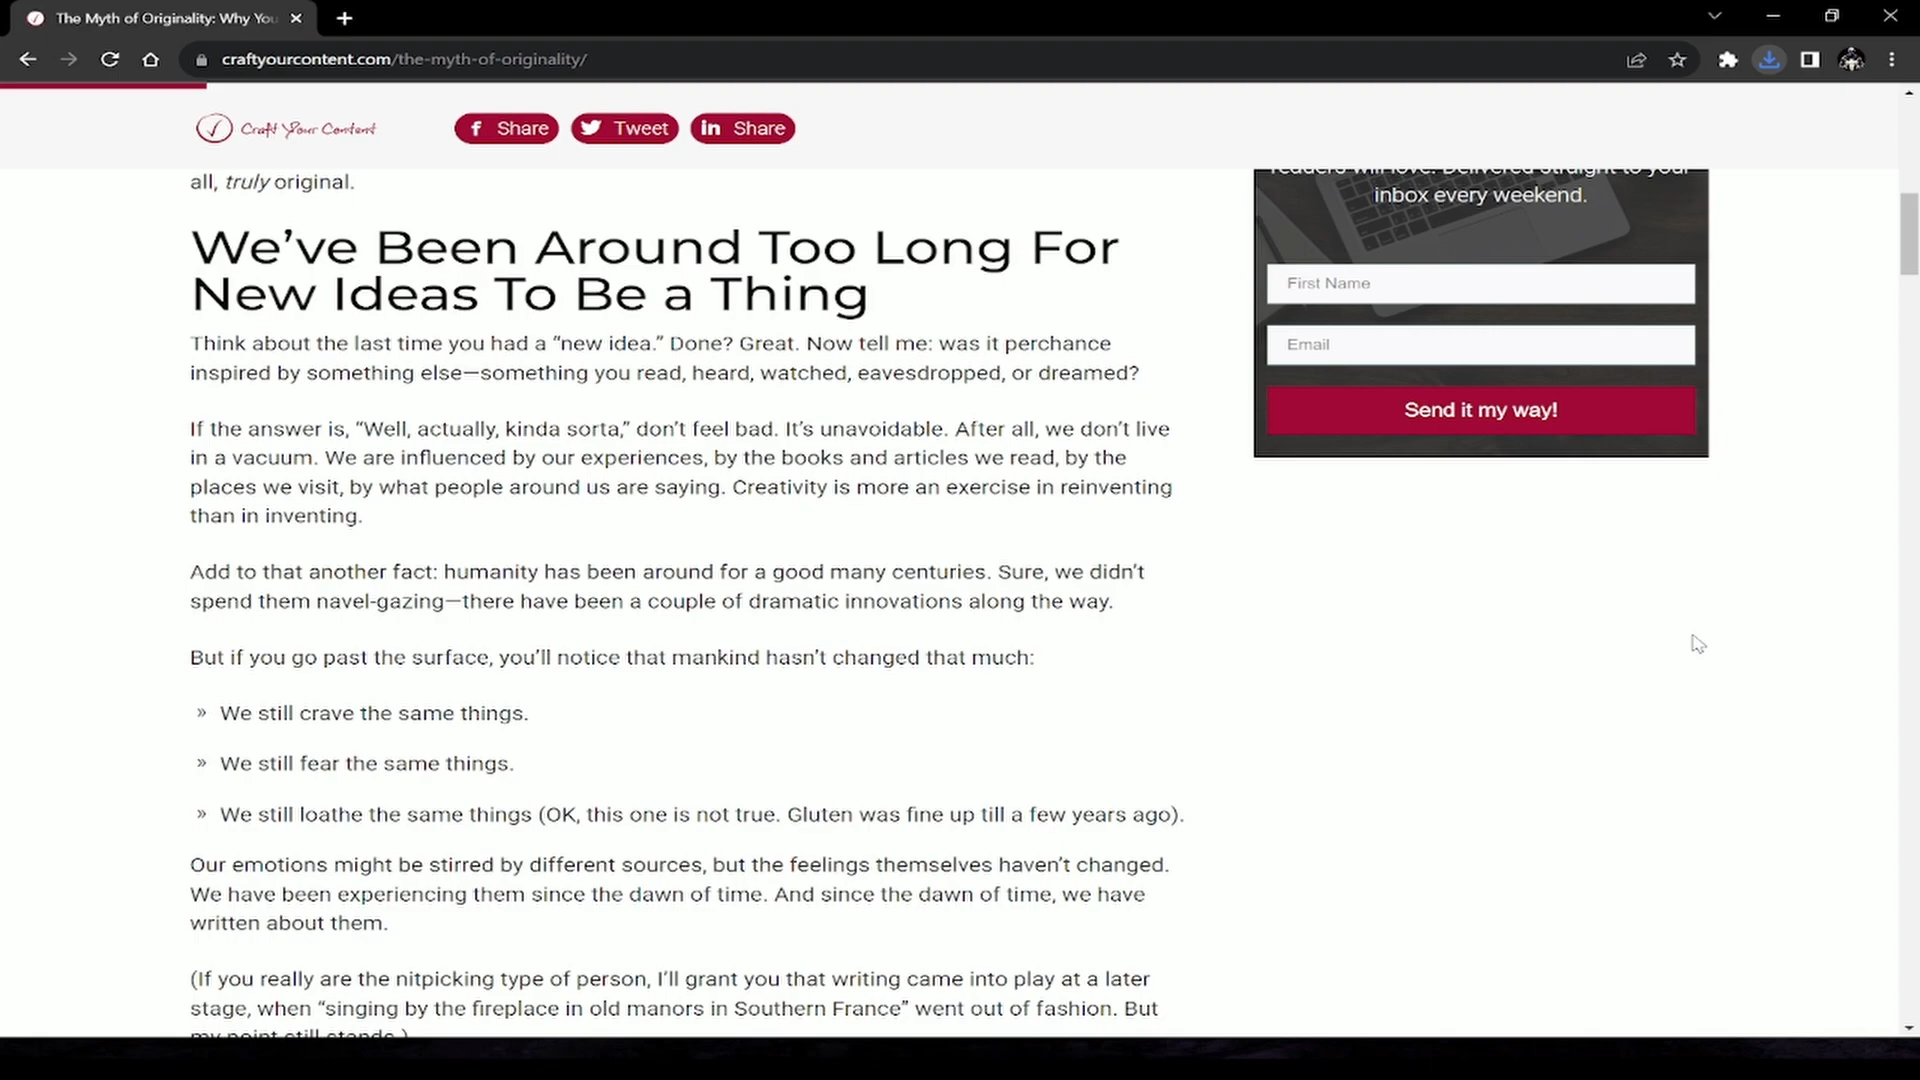 The Myth of Originality: Why You
craftyourcontent.com/the-myth-of-originality/
Craft Your Content
f Share
Tweet
in Share
all, truly original.
readers will love. Delivered straight to your
inbox every weekend.
First Name
Email
Send it my way!
We’ve Been Around Too Long For
New Ideas To Be a Thing
Think about the last time you had a “new idea.” Done? Great. Now tell me: was it perchance
inspired by something else—something you read, heard, watched, eavesdropped, or dreamed?
If the answer is, “Well, actually, kinda sorta,” don’t feel bad. It’s unavoidable. After all, we don’t live
in a vacuum. We are influenced by our experiences, by the books and articles we read, by the
places we visit, by what people around us are saying. Creativity is more an exercise in reinventing
than in inventing.
Add to that another fact: humanity has been around for a good many centuries. Sure, we didn’t
spend them navel-gazing—there have been a couple of dramatic innovations along the way.
But if you go past the surface, you’ll notice that mankind hasn’t changed that much:
» We still crave the same things.
» We still fear the same things.
» We still loathe the same things (OK, this one is not true. Gluten was fine up till a few years ago).
Our emotions might be stirred by different sources, but the feelings themselves haven’t changed.
We have been experiencing them since the dawn of time. And since the dawn of time, we have
written about them.
(If you really are the nitpicking type of person, I’ll grant you that writing came into play at a later
stage, when “singing by the fireplace in old manors in Southern France” went out of fashion. But
my point still stands.)